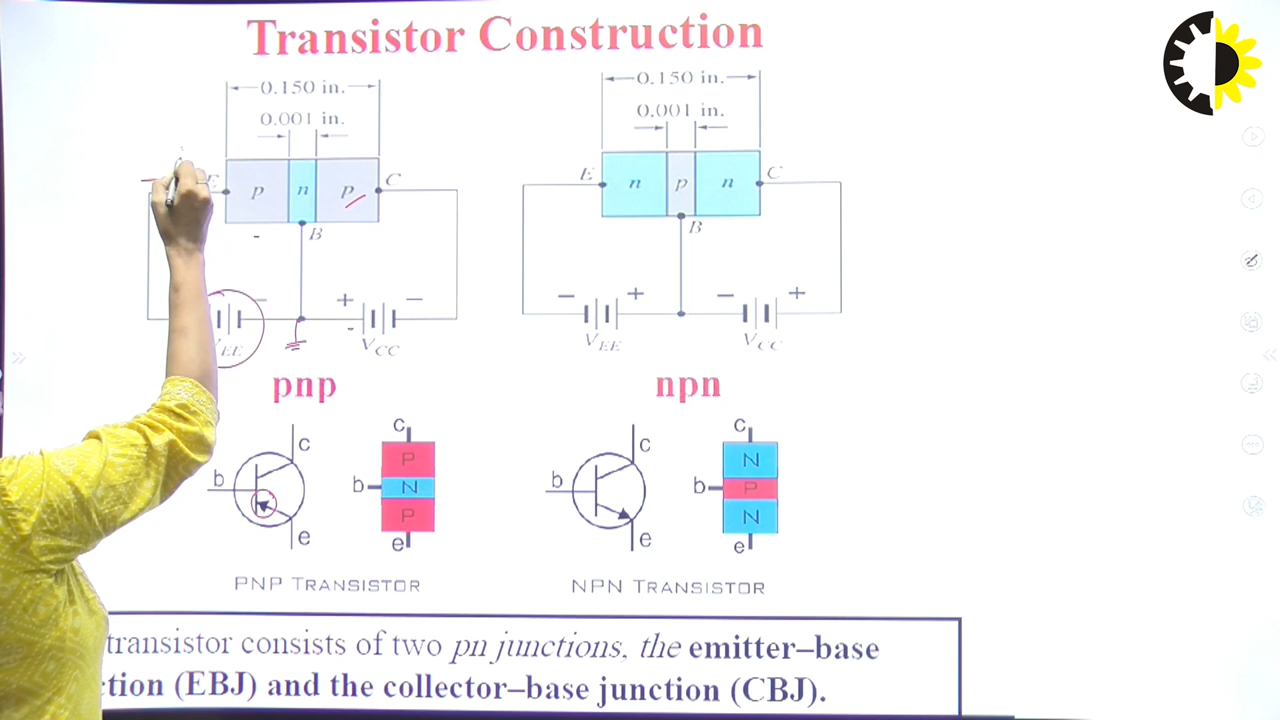 Transistor Construction
0.150 in.
0.001 in.
E p n p C
B
- + -
EE VCC
pnp
0.150 in.
0.001 in.
E n p n C
B
- + - +
VEE VCC
npn
b c e
c P
b N
e P
PNP TRANSISTOR
b c e
c N
b P
e N
NPN TRANSISTOR
transistor consists of two pn junctions, the emitter–base
tion (EBJ) and the collector–base junction (CBJ).